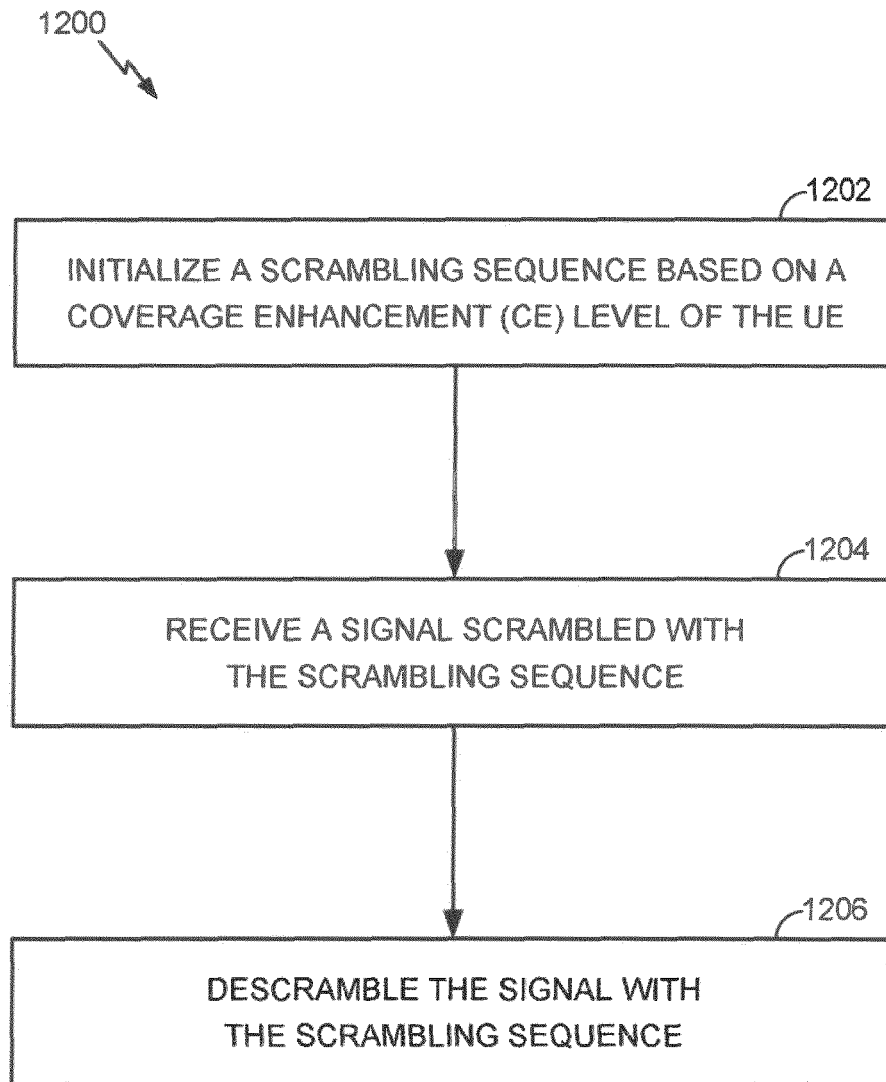 1200
1202
INITIALIZE A SCRAMBLING SEQUENCE BASED ON A
COVERAGE ENHANCEMENT (CE) LEVEL OF THE UE
1204
RECEIVE A SIGNAL SCRAMBLED WITH
THE SCRAMBLING SEQUENCE
1206
DESCRAMBLE THE SIGNAL WITH
THE SCRAMBLING SEQUENCE